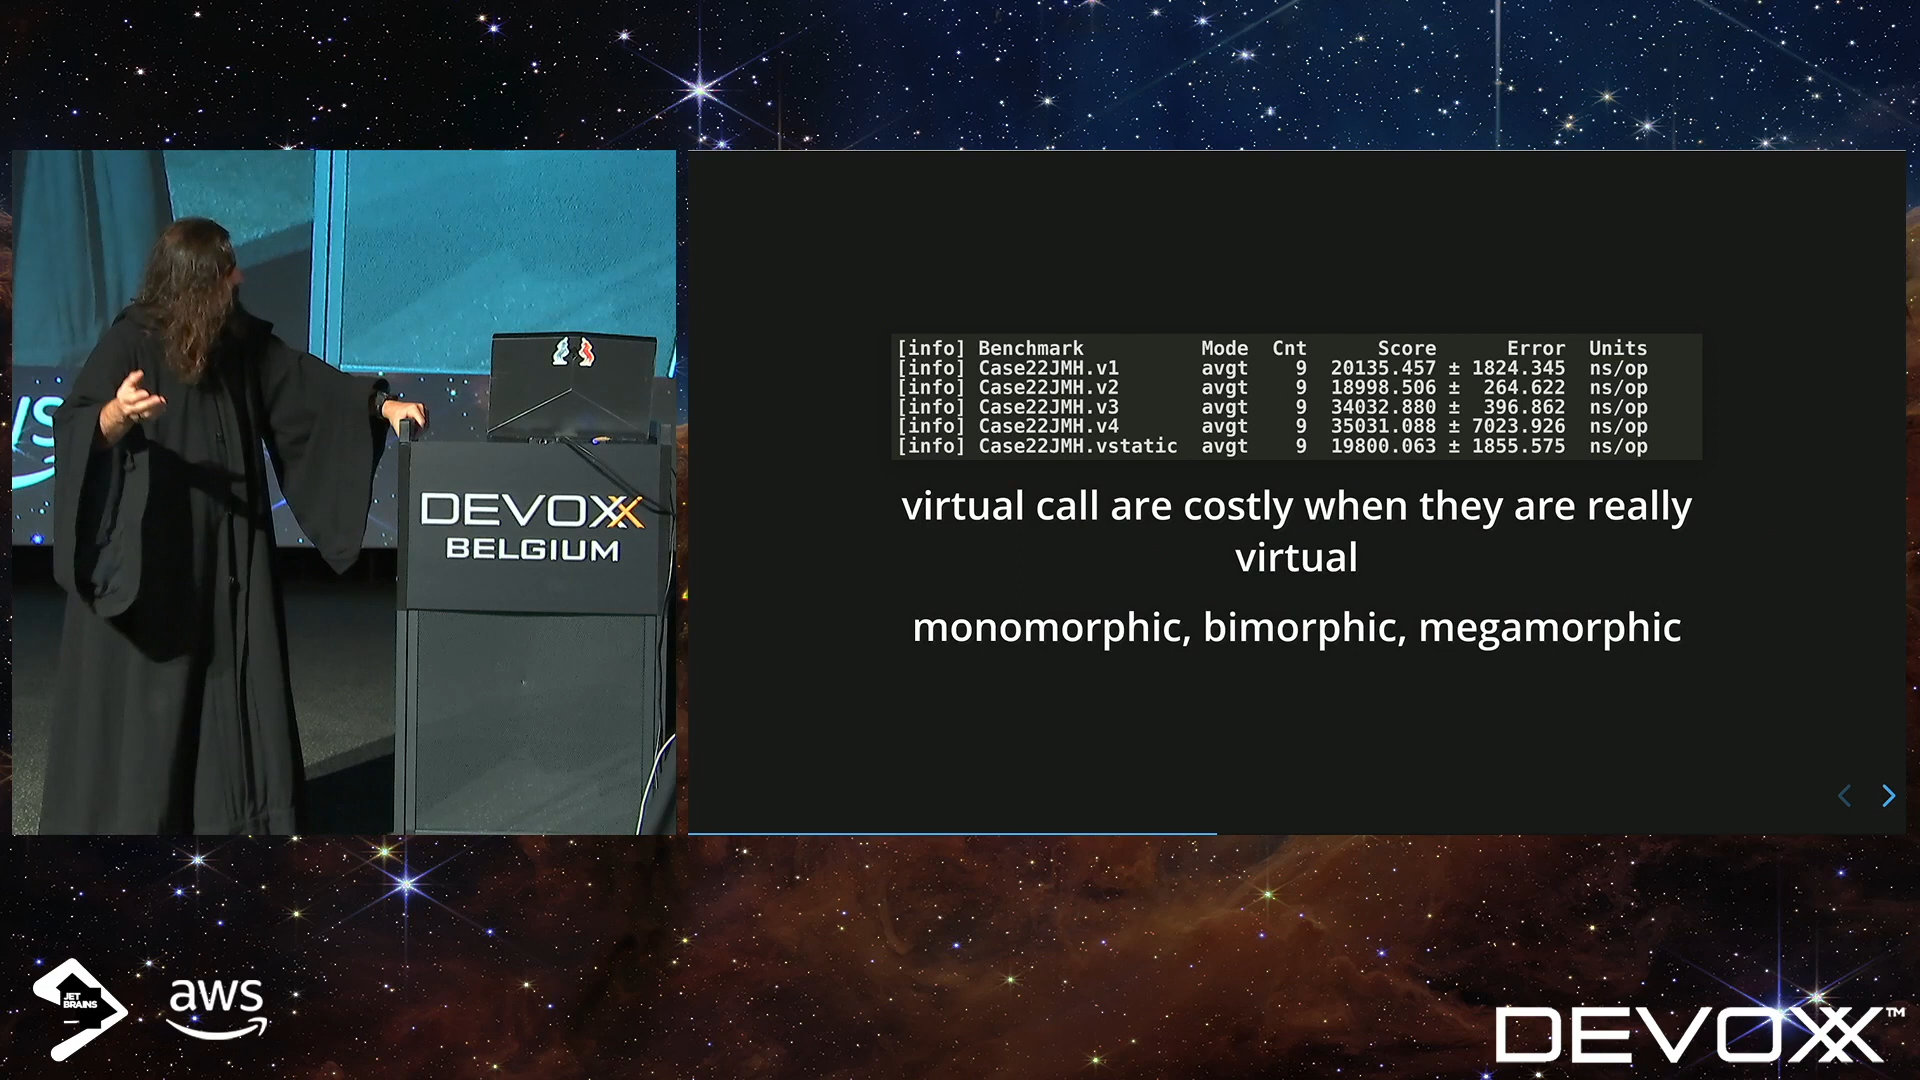 [info] Benchmark Mode Cnt Score Error Units
[info] Case22JMH.v1 avgt 9 20135.457 ± 1824.345 ns/op
[info] Case22JMH.v2 avgt 9 18998.506 ± 264.622 ns/op
[info] Case22JMH.v3 avgt 9 34032.880 ± 396.862 ns/op
[info] Case22JMH.v4 avgt 9 35031.088 ± 7023.926 ns/op
[info] Case22JMH.vstatic avgt 9 19800.063 ± 1855.575 ns/op
virtual call are costly when they are really
virtual
monomorphic, bimorphic, megamorphic
DEVOXX
BELGIUM
JET
BRAINS
aws
DEVOXX™